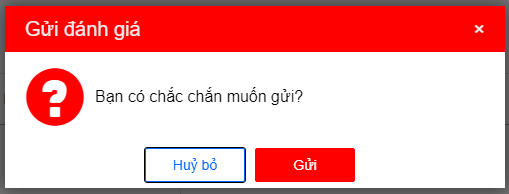 Gửi đánh giá
Bạn có chắc chắn muốn gửi?
Huỷ bỏ
Gửi